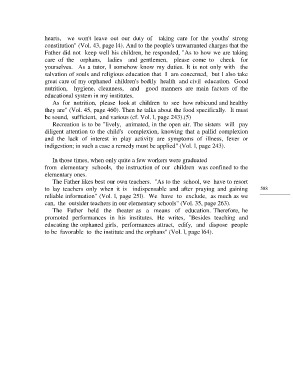 hearts, we won't leave out our duty of taking care for the youths' strong
constitution" (Vol. 43, page 14). And to the people's unwarranted charges that the
Father did not keep well his children, he responded, "As to how we are taking
care of the orphans, ladies and gentlemen, please come to check for
yourselves. As a tutor, I somehow know my duties. It is not only with the
salvation of souls and religious education that I am concerned, but I also take
great care of my orphaned children's bodily health and civil education. Good
nutrition, hygiene, cleanness, and good manners are main factors of the
educational system in my institutes.
As for nutrition, please look at children to see how rubicund and healthy
they are" (Vol. 45, page 460). Then he talks about the food specifically. It must
be sound, sufficient, and various (cf. Vol. 1, page 243).(5)
Recreation is to be "lively, animated, in the open air. The sisters will pay
diligent attention to the child's complexion, knowing that a pallid complexion
and the lack of interest in play activity are symptoms of illness, fever or
indigestion; in such a case a remedy must be applied" (Vol. 1, page 243).
In those times, when only quite a few workers were graduated
from elementary schools, the instruction of our children was confined to the
elementary ones.
The Father likes best our own teachers. "As to the school, we have to resort
to lay teachers only when it is indispensable and after praying and gaining
reliable information" (Vol. 1, page 251). We have to exclude, as much as we
can, the outsider teachers in our elementary schools" (Vol. 35, page 263).
The Father held the theater as a means of education. Therefore, he
promoted performances in his institutes. He writes, "Besides teaching and
educating the orphaned girls, performances attract, edify, and dispose people
to be favorable to the institute and the orphans" (Vol. 1, page 164).
588